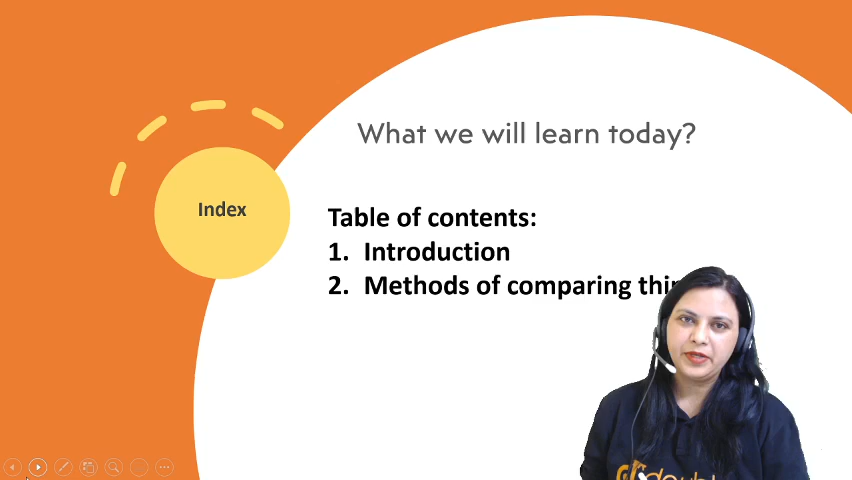 What we will learn today?
Index
Table of contents:
1. Introduction
2. Methods of comparing